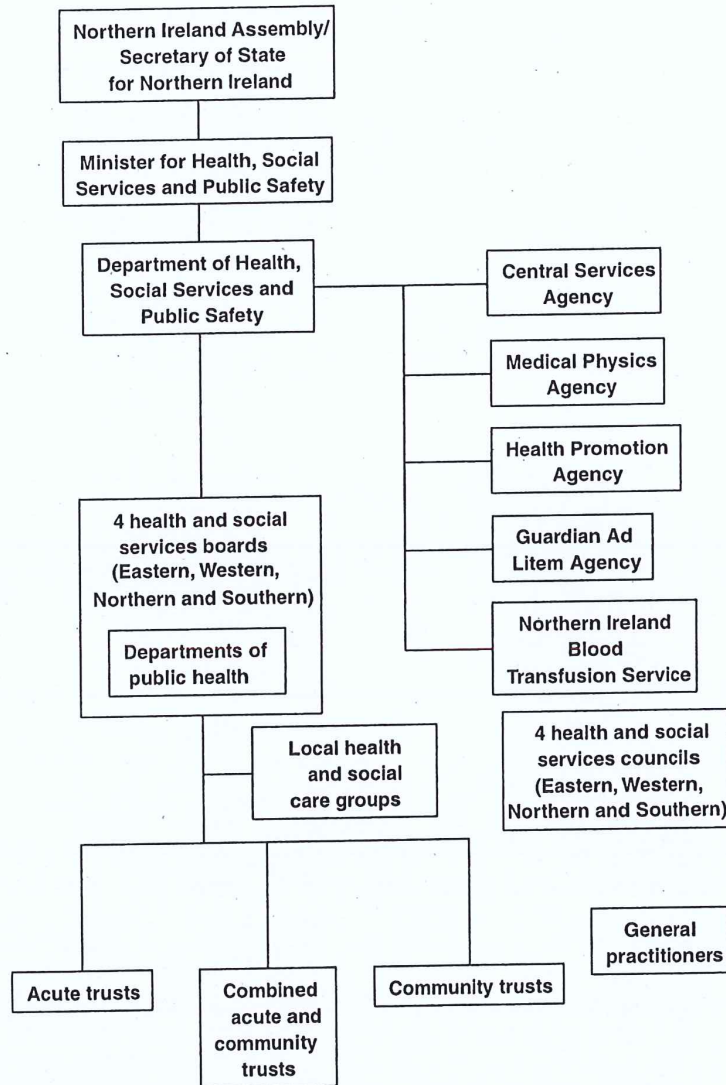 Northern Ireland Assembly/
Secretary of State
for Northern Ireland
Minister for Health, Social
Services and Public Safety
Department of Health,
Social Services and
Public Safety
Central Services
Agency
Medical Physics
Agency
Health Promotion
Agency
Guardian Ad
Litem Agency
Northern Ireland
Blood
Transfusion Service
4 health and social
services boards
(Eastern, Western,
Northern and Southern)
Departments of
public health
Local health
and social
care groups
4 health and social
services councils
(Eastern, Western,
Northern and Southern)
General
practitioners
Acute trusts
Combined
acute and
community
trusts
Community trusts